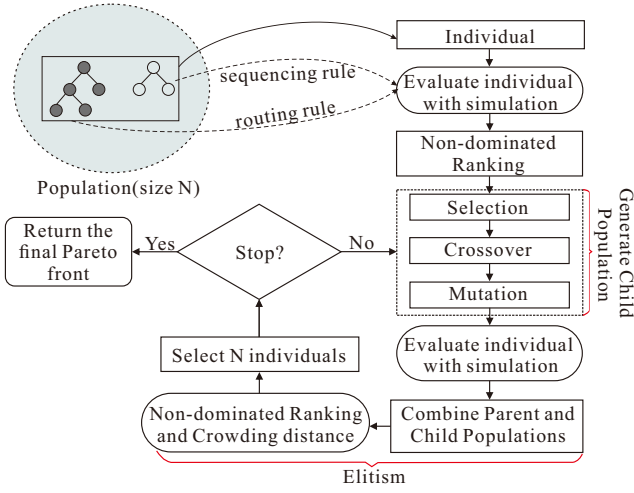 Individual
sequencing rule
Evaluate individual
with simulation
routing rule
Non-dominated
Ranking
Population(size N)
Generate Child
Population
Selection
Return the
final Pareto
front
Yes
Stop?
No
Crossover
Mutation
Evaluate individual
with simulation
Select N individuals
Non-dominated Ranking
and Crowding distance
Combine Parent and
Child Populations
Elitism